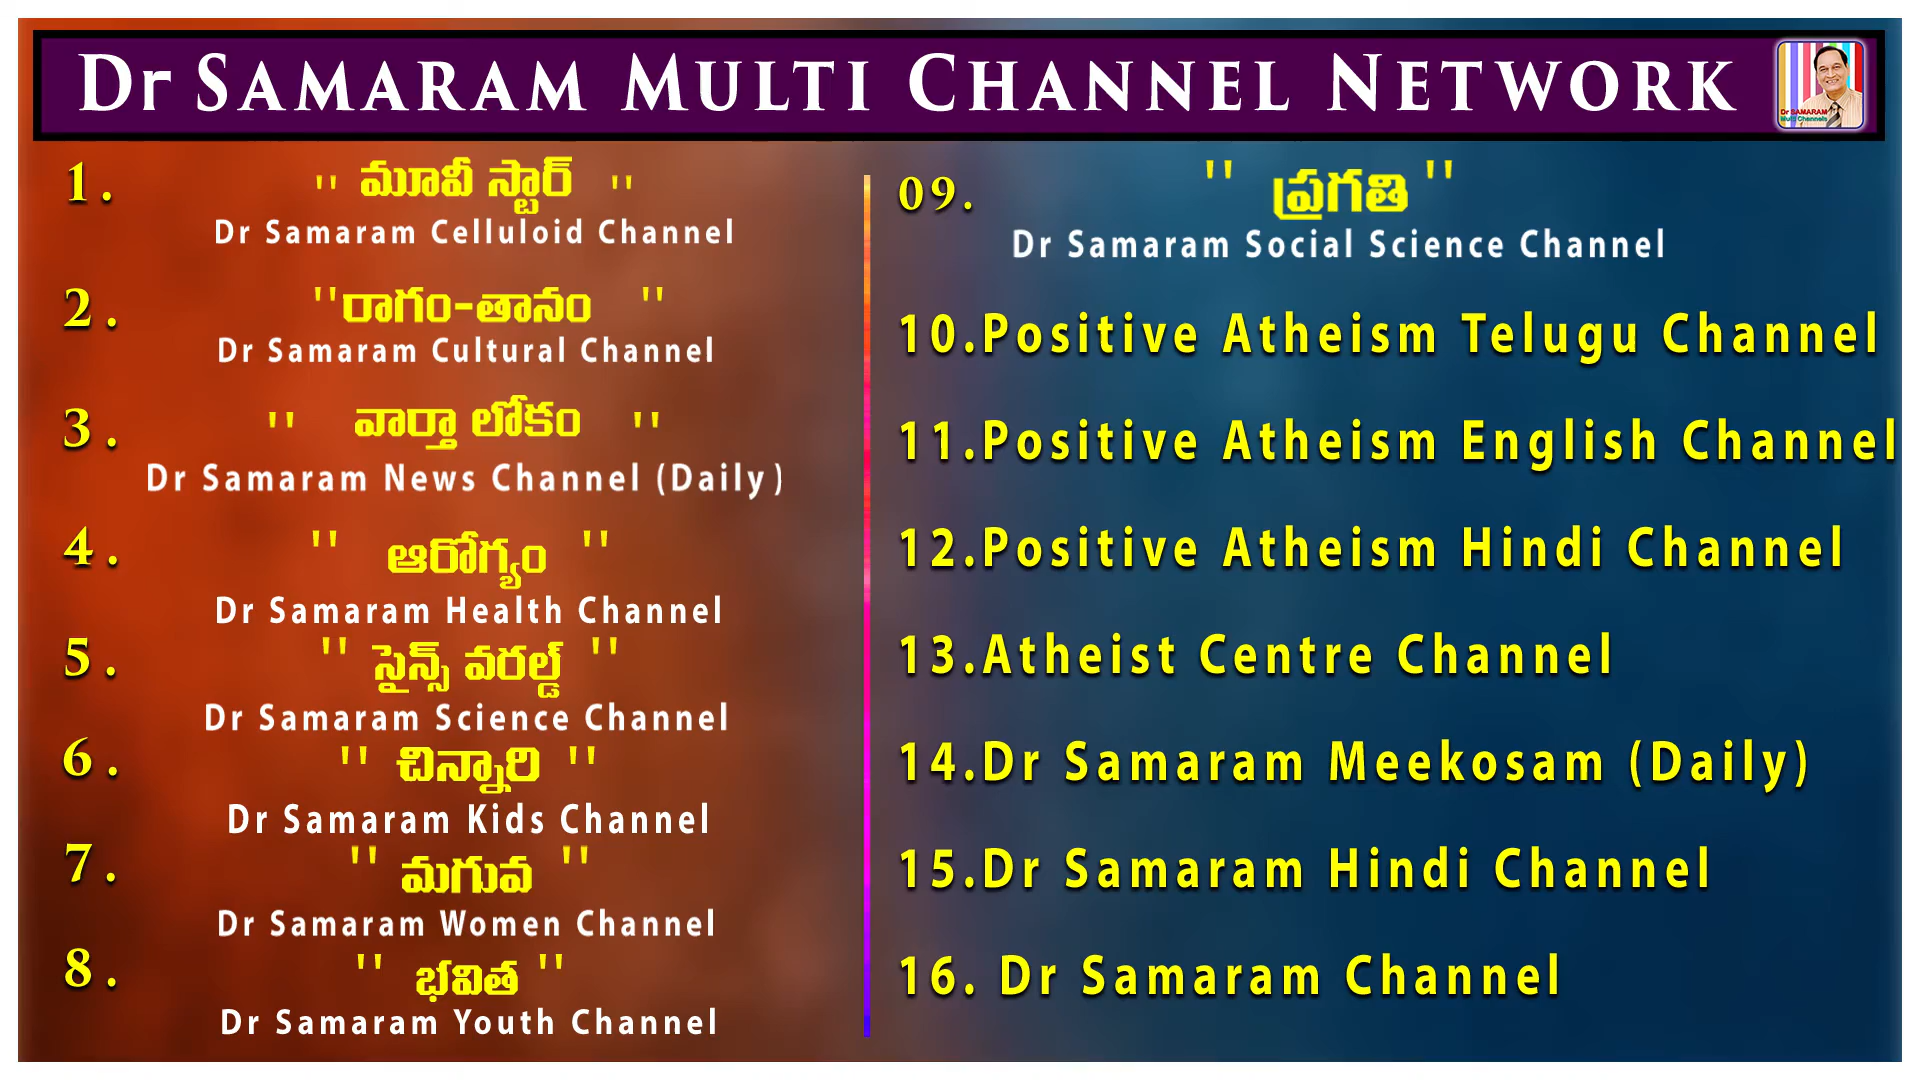 Dr SAMARAM MULTI CHANNEL NETWORK
Dr SAMARAM
Multi Channels
1. " మూవీ స్టార్ "
Dr Samaram Celluloid Channel
2. "రాగం-తానం "
Dr Samaram Cultural Channel
3. " వార్తా లోకం "
Dr Samaram News Channel (Daily)
4. " ఆరోగ్యం "
Dr Samaram Health Channel
5. " సైన్స్ వరల్డ్ "
Dr Samaram Science Channel
6. " చిన్నారి "
Dr Samaram Kids Channel
7. " మగువ "
Dr Samaram Women Channel
8. " భవిత "
Dr Samaram Youth Channel
09. " ప్రగతి "
Dr Samaram Social Science Channel
10.Positive Atheism Telugu Channel
11.Positive Atheism English Channel
12.Positive Atheism Hindi Channel
13.Atheist Centre Channel
14.Dr Samaram Meekosam (Daily)
15.Dr Samaram Hindi Channel
16. Dr Samaram Channel